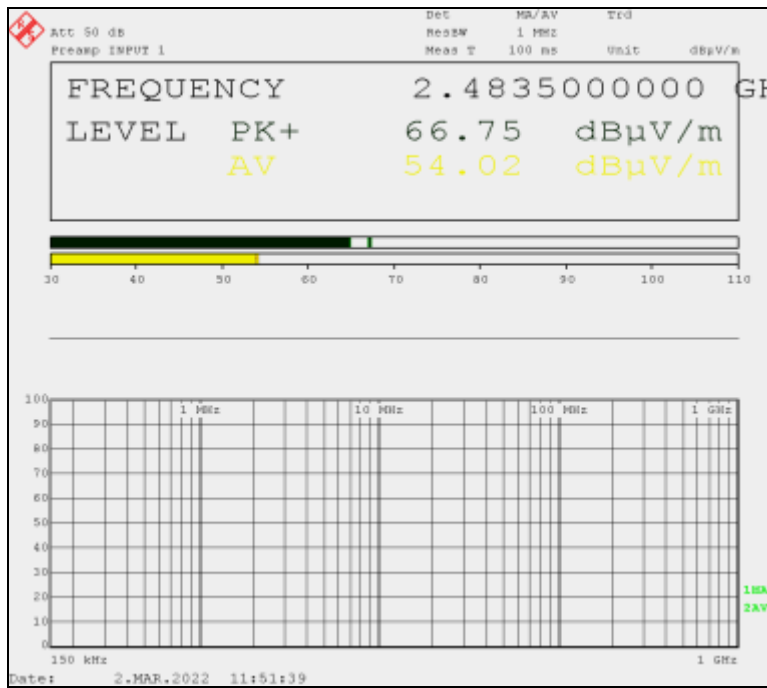 Det MA/AV Trd
Att 50 dB ResBW 1 MHz
Preamp INPUT 1 Meas T 100 ms Unit dBµV/m
FREQUENCY 2.4835000000 GH
LEVEL PK+ 66.75 dBµV/m
AV 54.02 dBµV/m
30 40 50 60 70 80 90 100 110
100
1 MHz 10 MHz 100 MHz 1 GHz
90
80
70
60
50
40
30
20
1MA
10
2AV
0
150 kHz 1 GHz
Date: 2.MAR.2022 11:51:39